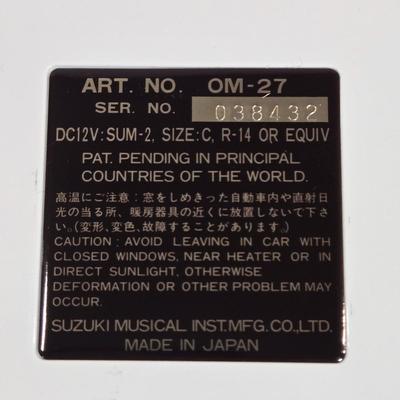 ART. NO. OM-27
SER. NO. 038432
DC12V: SUM-2, SIZE: C, R-14 OR EQUIV
PAT. PENDING IN PRINCIPAL
COUNTRIES OF THE WORLD.
高温にご注意：窓をしめきった自動車内や直射日
光の当る所、暖房器具の近くに放置しないで下さ
い。(変形、変色、故障することがあります。)
CAUTION: AVOID LEAVING IN CAR WITH
CLOSED WINDOWS, NEAR HEATER OR IN
DIRECT SUNLIGHT, OTHERWISE
DEFORMATION OR OTHER PROBLEM MAY
OCCUR.
SUZUKI MUSICAL INST.MFG.CO.,LTD.
MADE IN JAPAN